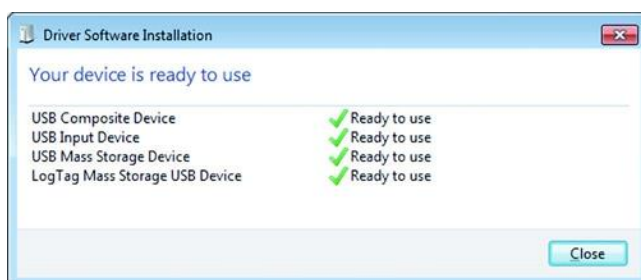 Driver Software Installation
Your device is ready to use
USB Composite Device Ready to use
USB Input Device Ready to use
USB Mass Storage Device Ready to use
LogTag Mass Storage USB Device Ready to use
Close